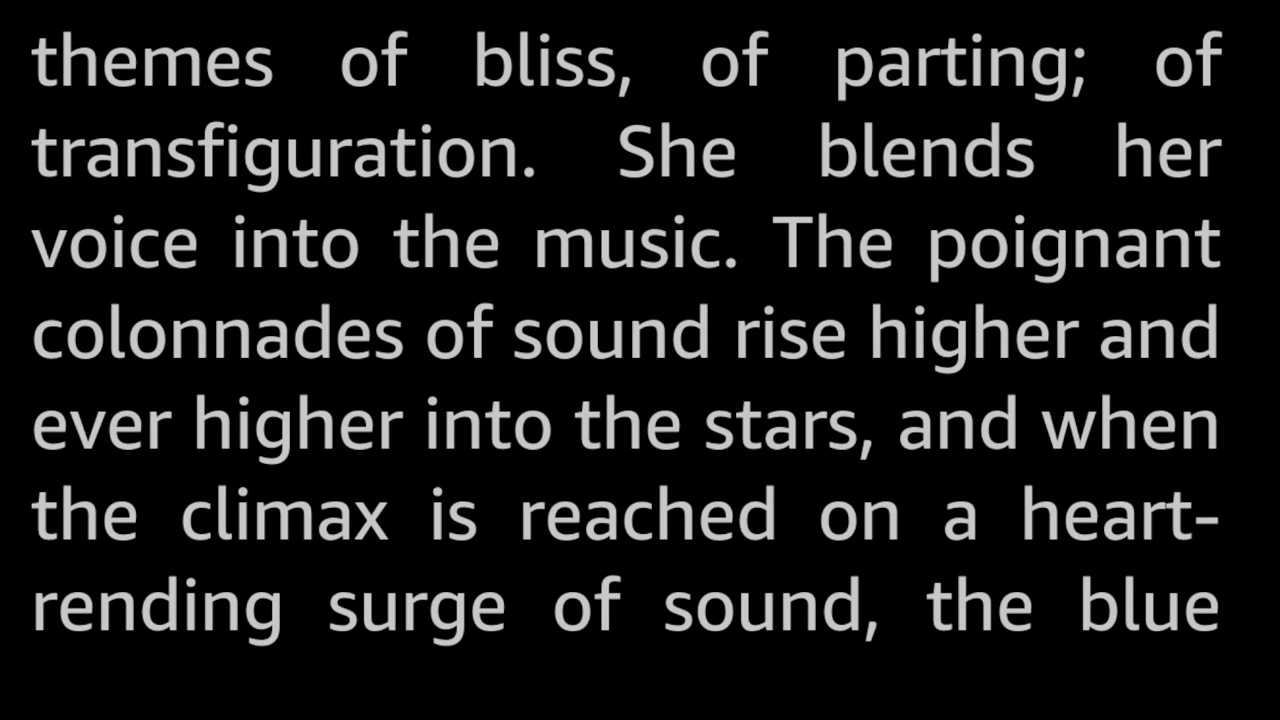 themes of bliss, of parting; of
transfiguration. She blends her
voice into the music. The poignant
colonnades of sound rise higher and
ever higher into the stars, and when
the climax is reached on a heart-
rending surge of sound, the blue